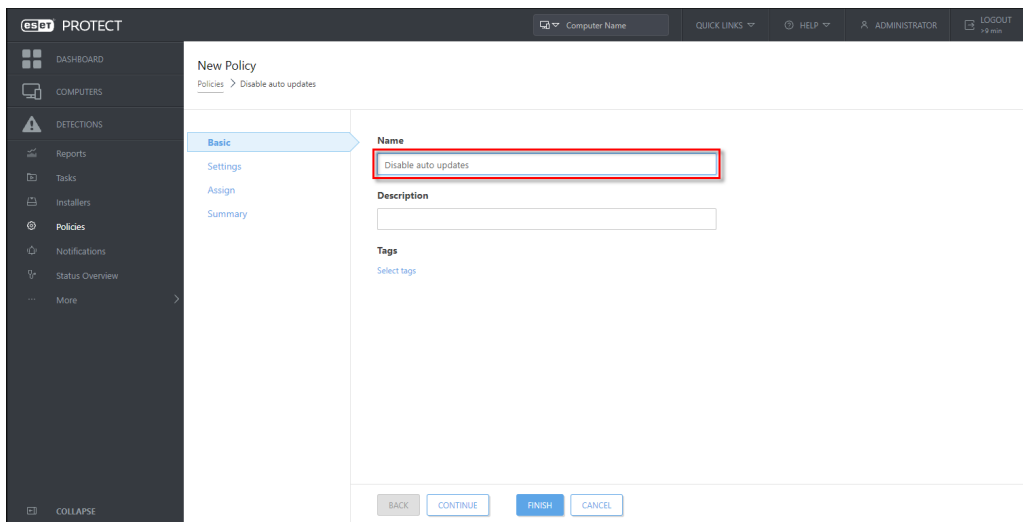 eset PROTECT
Computer Name
QUICK LINKS
HELP
ADMINISTRATOR
LOGOUT
>9 min
DASHBOARD
COMPUTERS
DETECTIONS
Reports
Tasks
Installers
Policies
Notifications
Status Overview
More
COLLAPSE
New Policy
Policies > Disable auto updates
Basic
Settings
Assign
Summary
Name
Disable auto updates
Description
Tags
Select tags
BACK
CONTINUE
FINISH
CANCEL